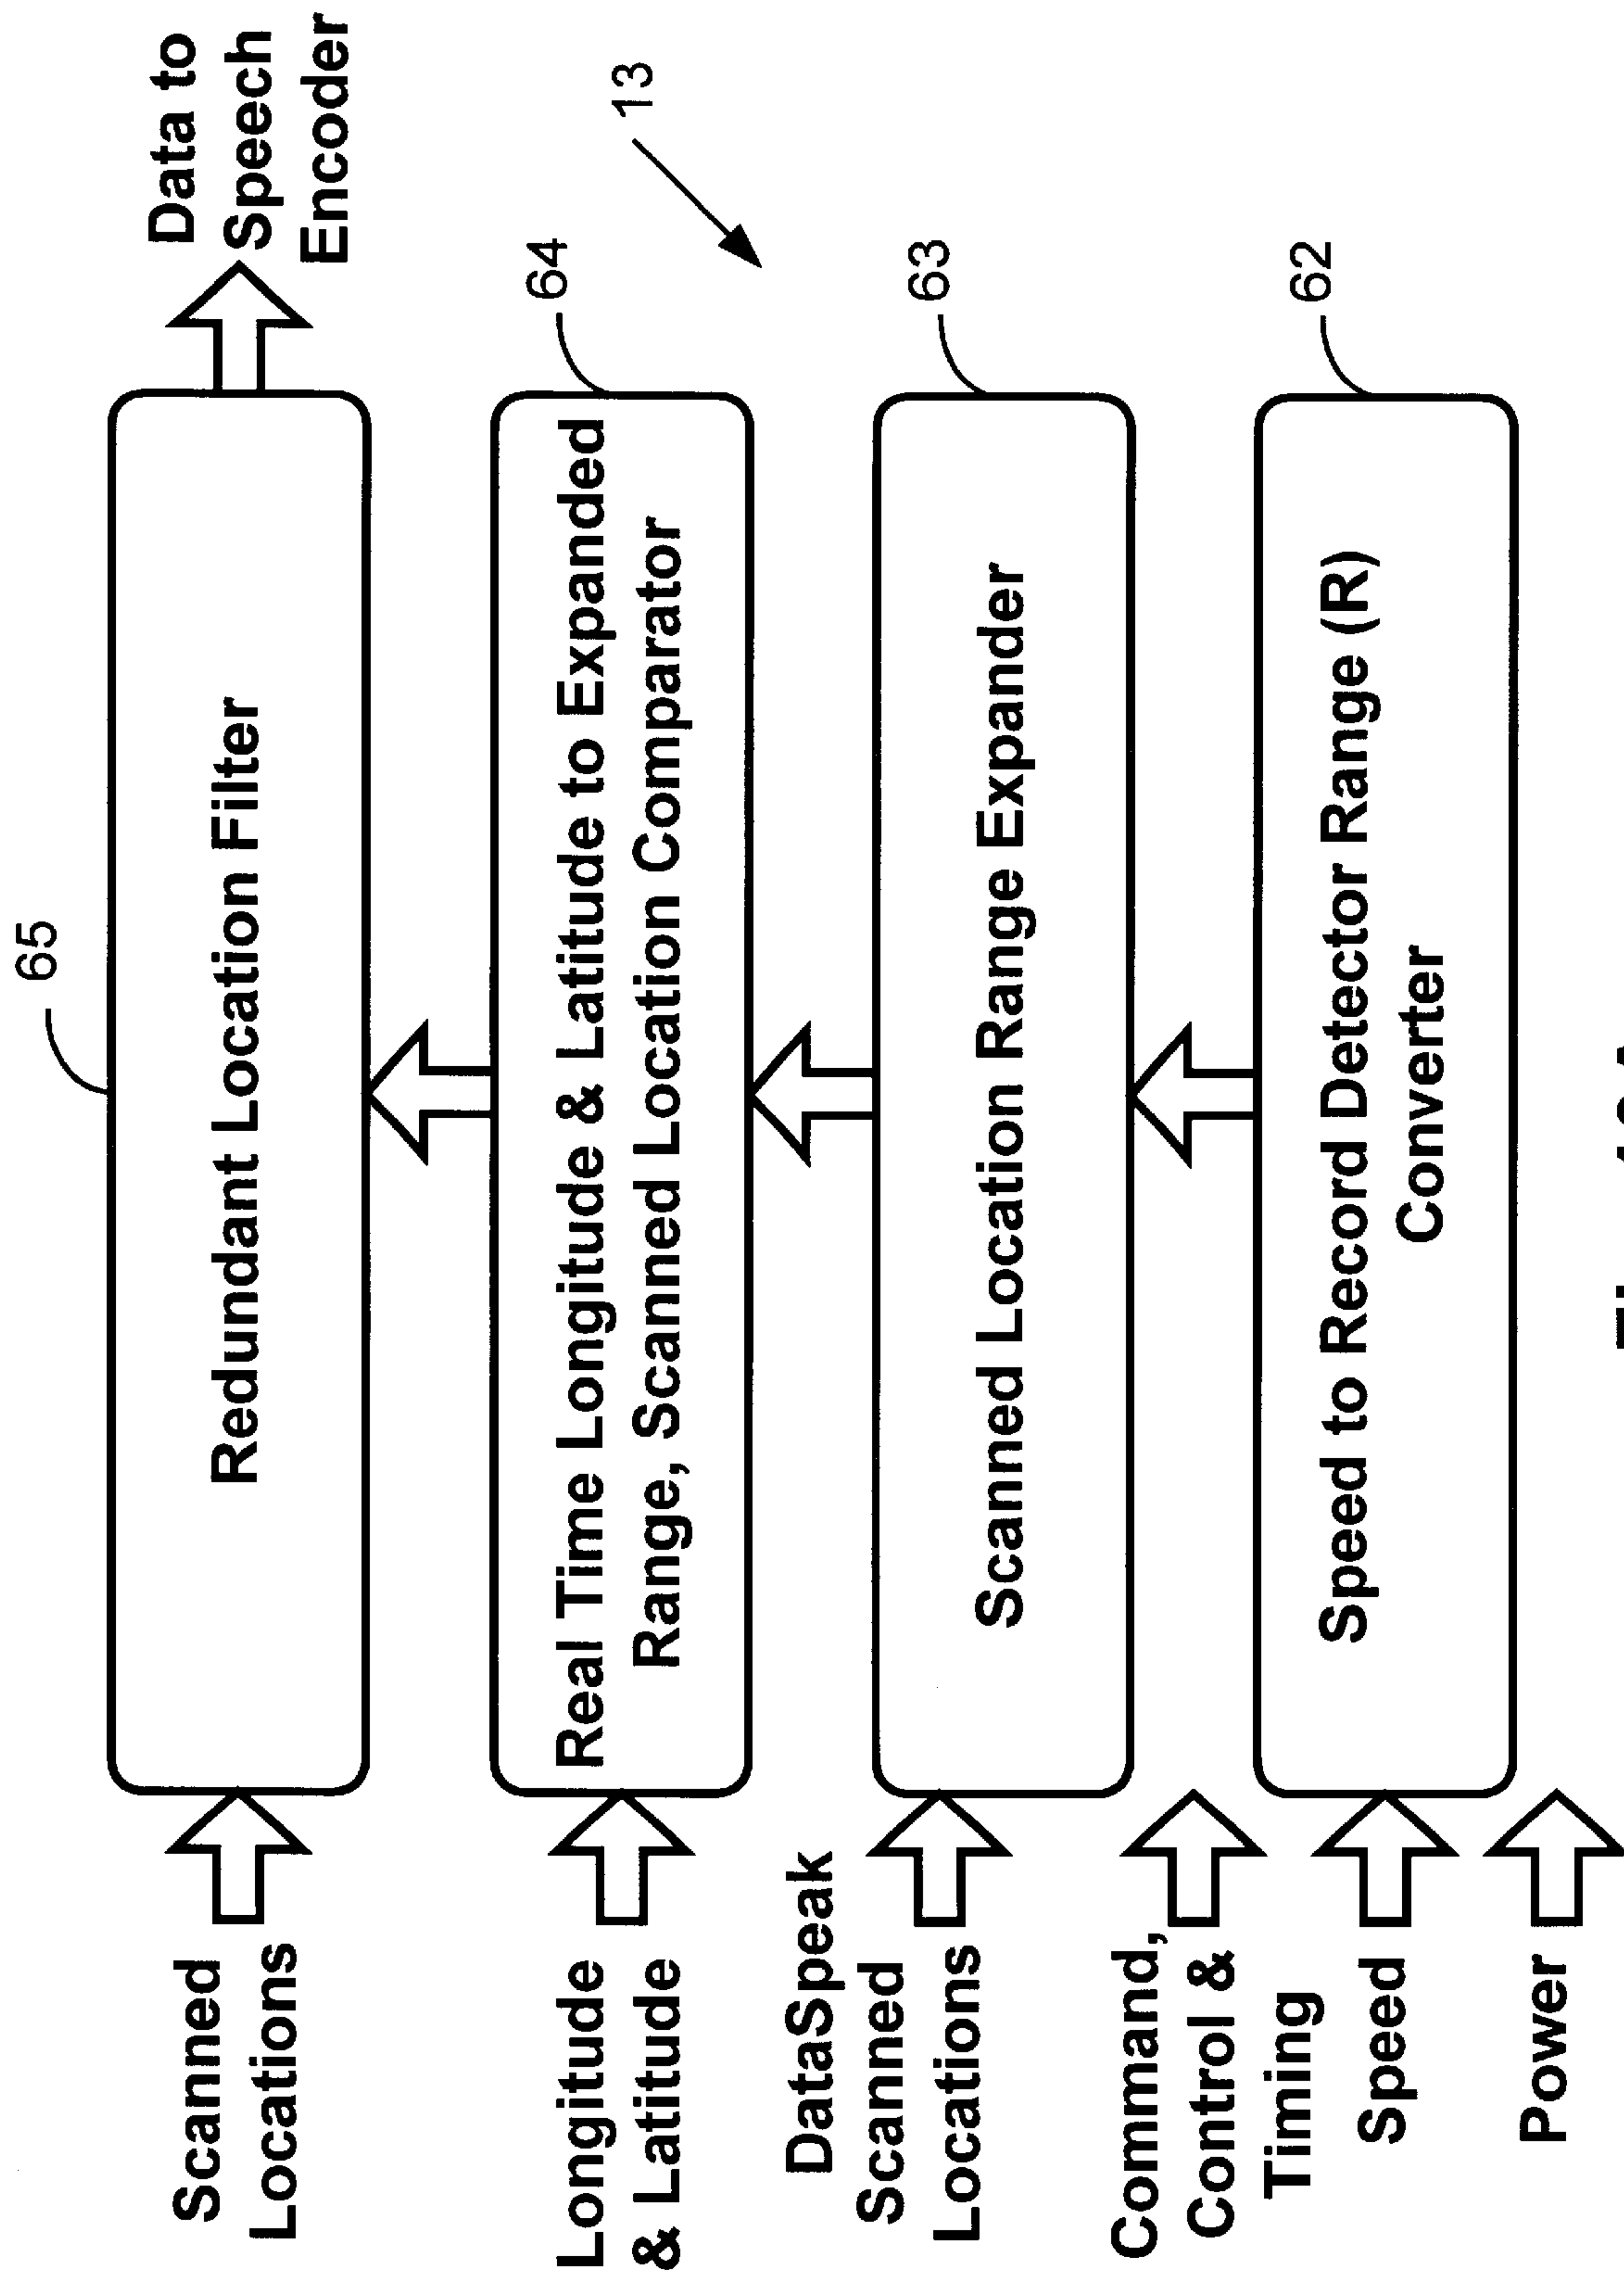 65
Scanned
Locations
Redundant Location Filter
Data to
Speech
Encoder
Longitude
& Latitude
Real Time Longitude & Latitude to Expanded
Range, Scanned Location Comparator
64
13
DataSpeak
Scanned
Locations
Scanned Location Range Expander
63
Command,
Control &
Timing
Speed
Speed to Record Detector Range (R)
Converter
62
Power